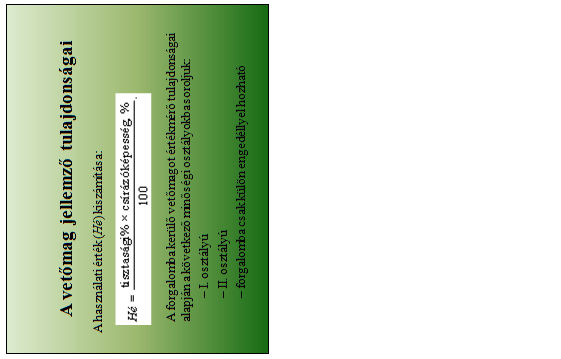 A vetőmag jellemző tulajdonságai
A használati érték (Hé) kiszámítása:
Hé = tisztaság, % × csírázóképesség, % .
100
A forgalomba kerülő vetőmagot értékmérő tulajdonságai
alapján a következő minőségi osztályokba soroljuk:
– I. osztályú
– II. osztályú
– forgalomba csak külön engedéllyel hozható